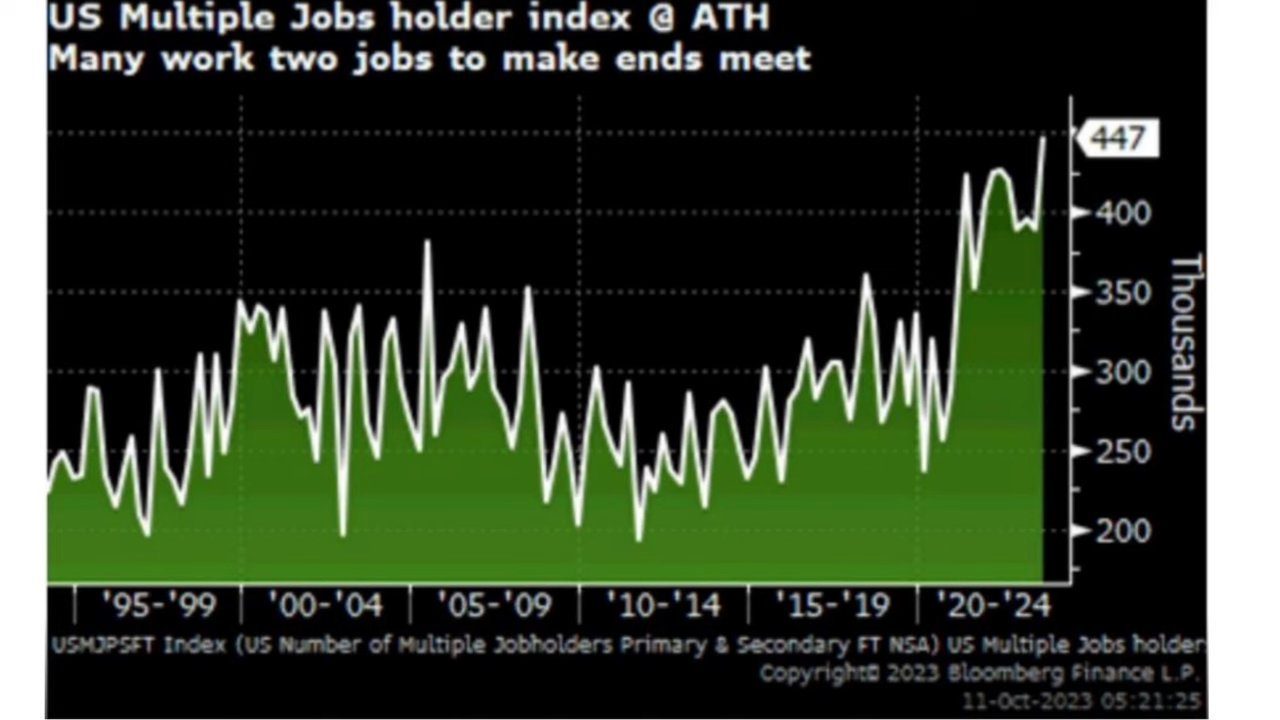 US Multiple Jobs holder index @ ATH
Many work two jobs to make ends meet
447
400
350
300
250
200
Thousands
'95-'99 '00-'04 '05-'09 '10-'14 '15-'19 '20-'24
USMJPSFT Index (US Number of Multiple Jobholders Primary & Secondary FT NSA) US Multiple Jobs holder
Copyright© 2023 Bloomberg Finance L.P.
11-Oct-2023 05:21:25